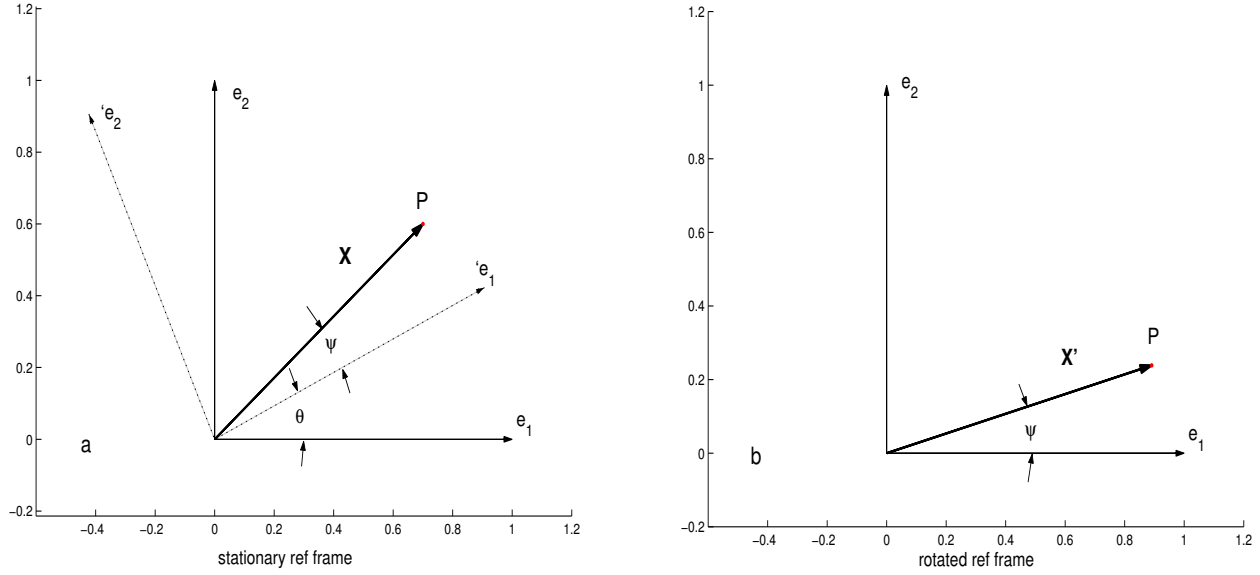 1.2
1
0.8
0.6
0.4
0.2
0
−0.2
−0.4 −0.2 0 0.2 0.4 0.6 0.8 1 1.2
‘e2
e2
P
X
‘e1
ψ
θ
e1
a
stationary ref frame
1.2
1
0.8
0.6
0.4
0.2
0
−0.2
−0.4 −0.2 0 0.2 0.4 0.6 0.8 1 1.2
e2
P
X'
ψ
e1
b
rotated ref frame